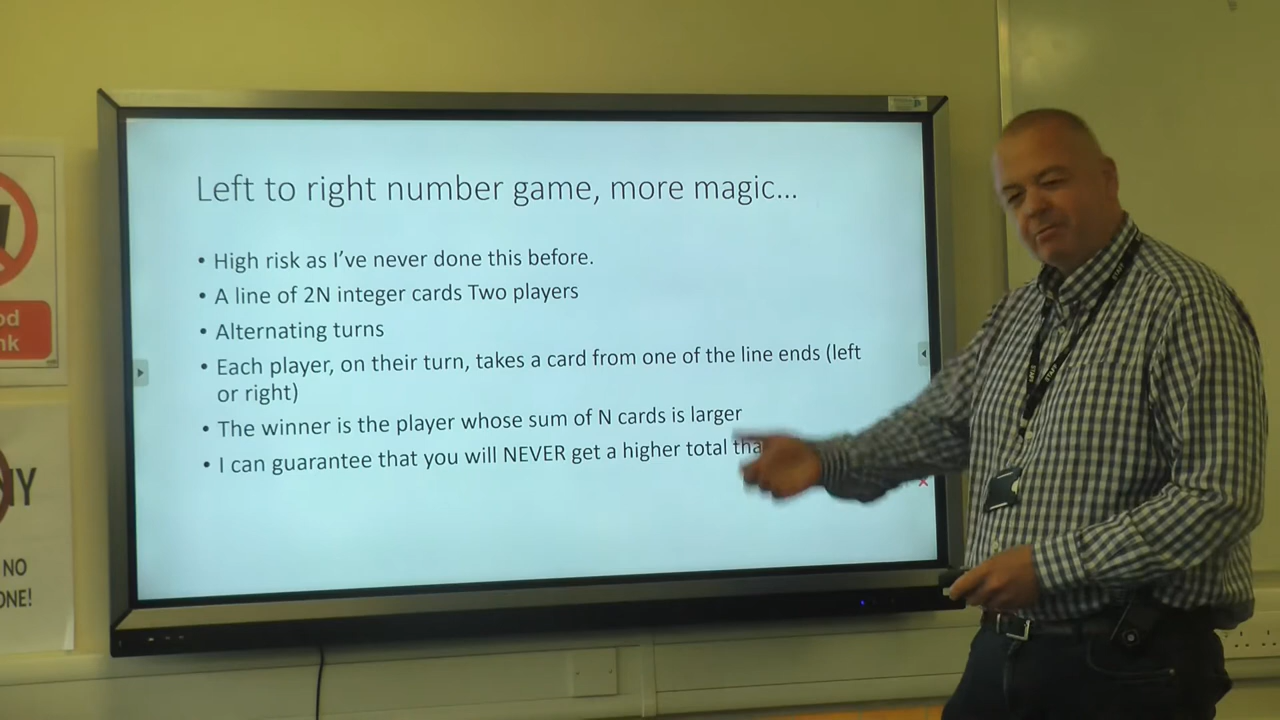 Left to right number game, more magic...
• High risk as I've never done this before.
• A line of 2N integer cards Two players
• Alternating turns
• Each player, on their turn, takes a card from one of the line ends (left
or right)
• The winner is the player whose sum of N cards is larger
• I can guarantee that you will NEVER get a higher total tha
NO
STAFF